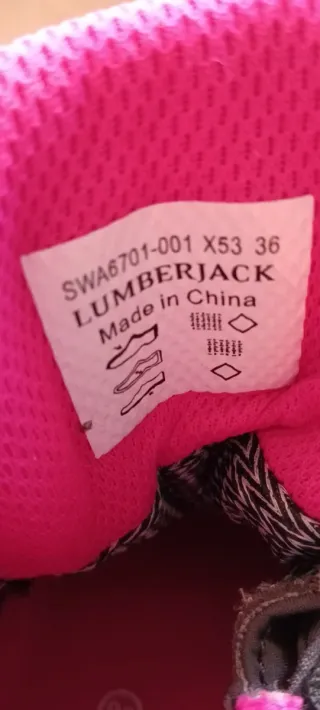 SWA6701-001 X53 36
LUMBERJACK
Made in China